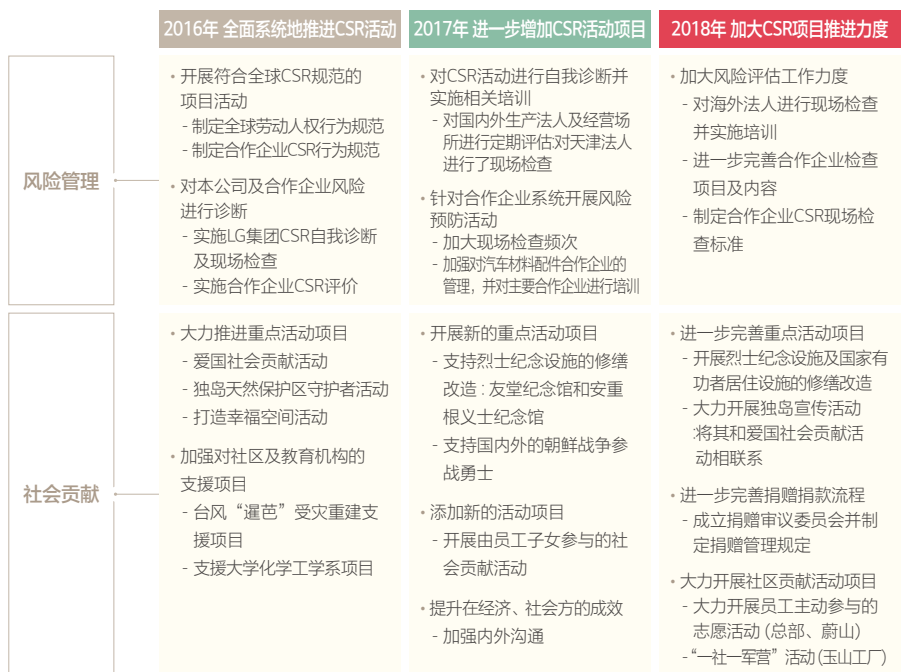 2016年 全面系统地推进CSR活动
2017年 进一步增加CSR活动项目
2018年 加大CSR项目推进力度
风险管理
• 开展符合全球CSR规范的
项目活动
- 制定全球劳动人权行为规范
- 制定合作企业CSR行为规范
• 对本公司及合作企业风险
进行诊断
- 实施LG集团CSR自我诊断
及现场检查
- 实施合作企业CSR评价
• 对CSR活动进行自我诊断并
实施相关培训
- 对国内外生产法人及经营场
所进行定期评估:对天津法人
进行了现场检查
• 针对合作企业系统开展风险
预防活动
- 加大现场检查频次
- 加强对汽车材料配件合作企业的
管理，并对主要合作企业进行培训
• 加大风险评估工作力度
- 对海外法人进行现场检查
并实施培训
- 进一步完善合作企业检查
项目及内容
- 制定合作企业CSR现场检
查标准
社会贡献
• 大力推进重点活动项目
- 爱国社会贡献活动
- 独岛天然保护区守护者活动
- 打造幸福空间活动
• 加强对社区及教育机构的
支援项目
- 台风“暹芭”受灾重建支
援项目
- 支援大学化学工学系项目
• 开展新的重点活动项目
- 支持烈士纪念设施的修缮
改造 : 友堂纪念馆和安重
根义士纪念馆
- 支持国内外的朝鲜战争参
战勇士
• 添加新的活动项目
- 开展由员工子女参与的社
会贡献活动
• 提升在经济、社会方的成效
- 加强内外沟通
• 进一步完善重点活动项目
- 开展烈士纪念设施及国家有
功者居住设施的修缮改造
- 大力开展独岛宣传活动
:将其和爱国社会贡献活
动相联系
• 进一步完善捐赠捐款流程
- 成立捐赠审议委员会并制
定捐赠管理规定
• 大力开展社区贡献活动项目
- 大力开展员工主动参与的
志愿活动 (总部、蔚山)
- “一社一军营” 活动 (玉山工厂)